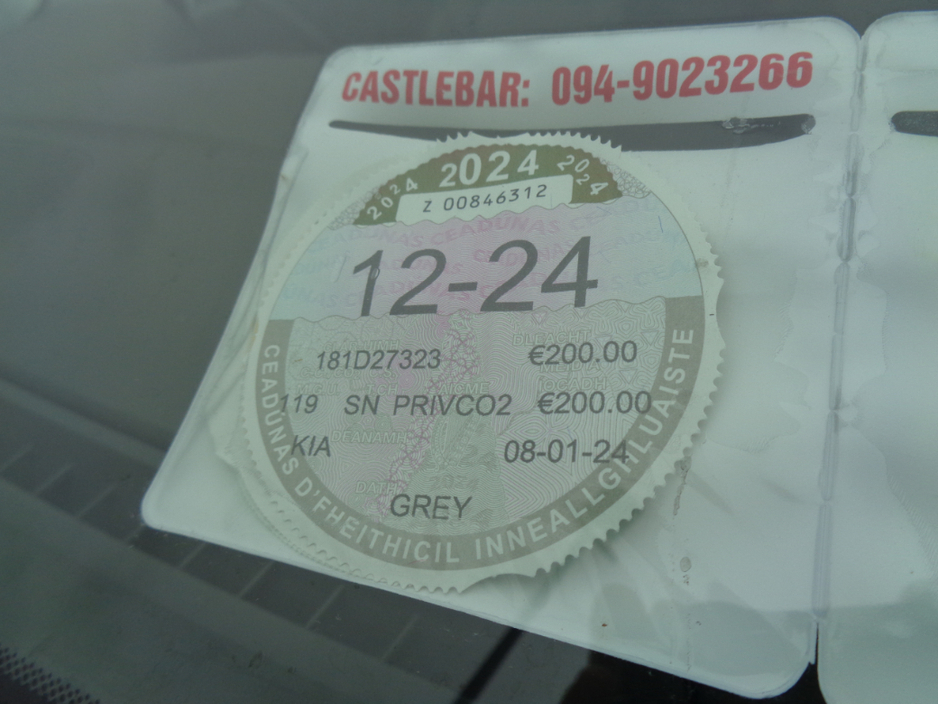 CASTLEBAR: 094-9023266
2024 2024 2024
Z 00846312
12-24
181D27323 €200.00
119 SN PRIVCO2 €200.00
KIA 08-01-24
GREY
CEADÚNAS D'FHEITHICIL INNEALLGHLUAISTE